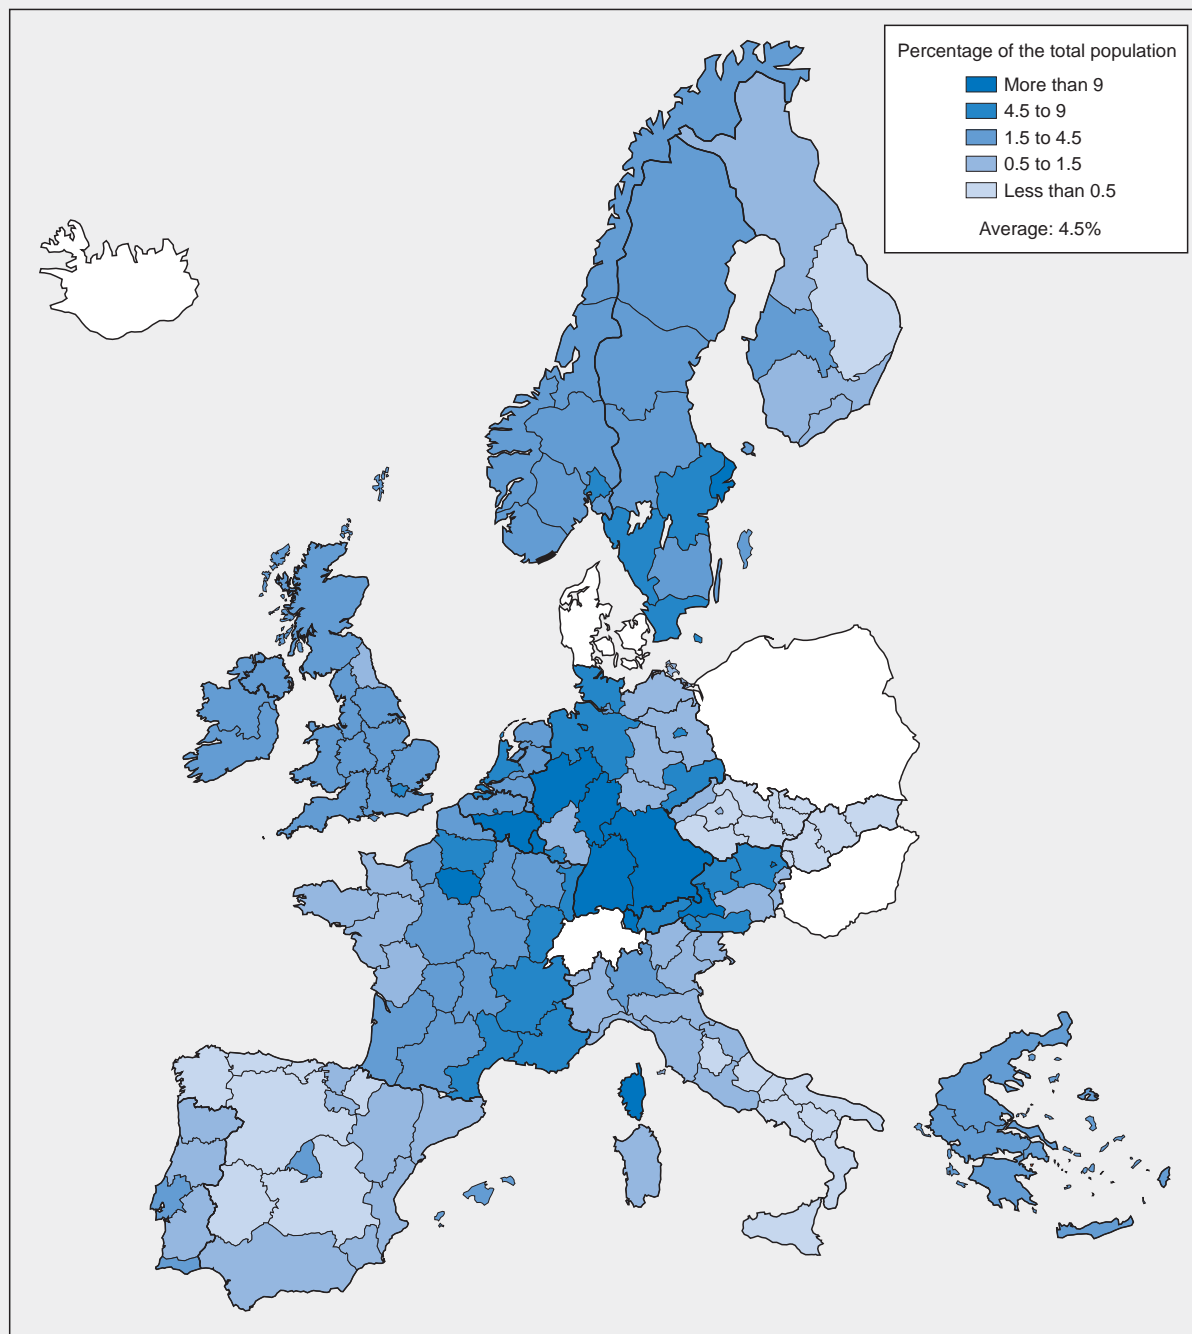 Percentage of the total population
More than 9
4.5 to 9
1.5 to 4.5
0.5 to 1.5
Less than 0.5
Average: 4.5%